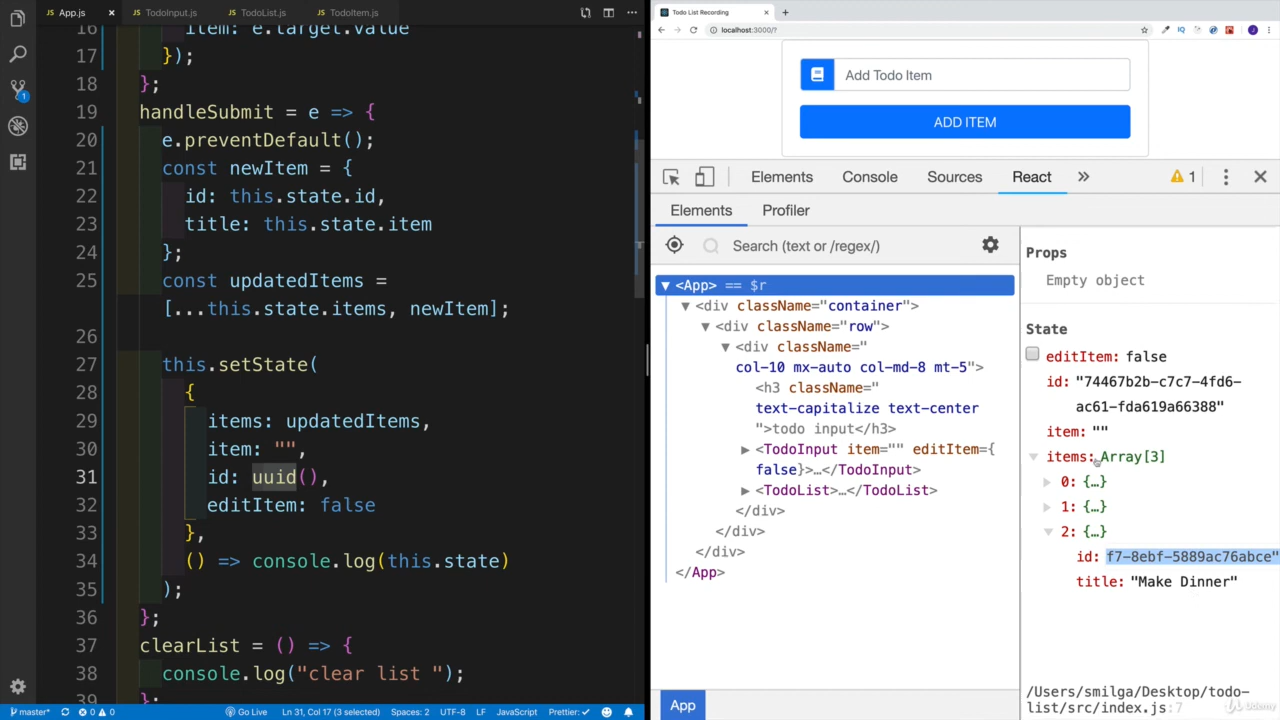 App.js
TodoInput.js
TodoList.js
TodoItem.js
16 item: e.target.value
17 });
18 };
19 handleSubmit = e => {
20 e.preventDefault();
21 const newItem = {
22 id: this.state.id,
23 title: this.state.item
24 };
25 const updatedItems =
[...this.state.items, newItem];
26
27 this.setState(
28 {
29 items: updatedItems,
30 item: "",
31 id: uuid(),
32 editItem: false
33 },
34 () => console.log(this.state)
35 );
36 };
37 clearList = () => {
38 console.log("clear list ");
39 };
1
master*
0 0
Go Live
Ln 31, Col 17 (3 selected)
Spaces: 2
UTF-8
LF
JavaScript
Prettier: ✓
Todo List Recording
localhost:3000/?
IQ
J
Add Todo Item
ADD ITEM
Elements
Console
Sources
React
»
1
Elements
Profiler
Search (text or /regex/)
<App> == $r
<div className="container">
<div className="row">
<div className="
col-10 mx-auto col-md-8 mt-5">
<h3 className="
text-capitalize text-center
">todo input</h3>
<TodoInput item="" editItem={
false}>…</TodoInput>
<TodoList>…</TodoList>
</div>
</div>
</div>
</App>
App
Props
Empty object
State
editItem: false
id: "74467b2b-c7c7-4fd6-
ac61-fda619a66388"
item: ""
items: Array[3]
0: {…}
1: {…}
2: {…}
id: f7-8ebf-5889ac76abce"
title: "Make Dinner"
/Users/smilga/Desktop/todo-
list/src/index.js:7
Udemy